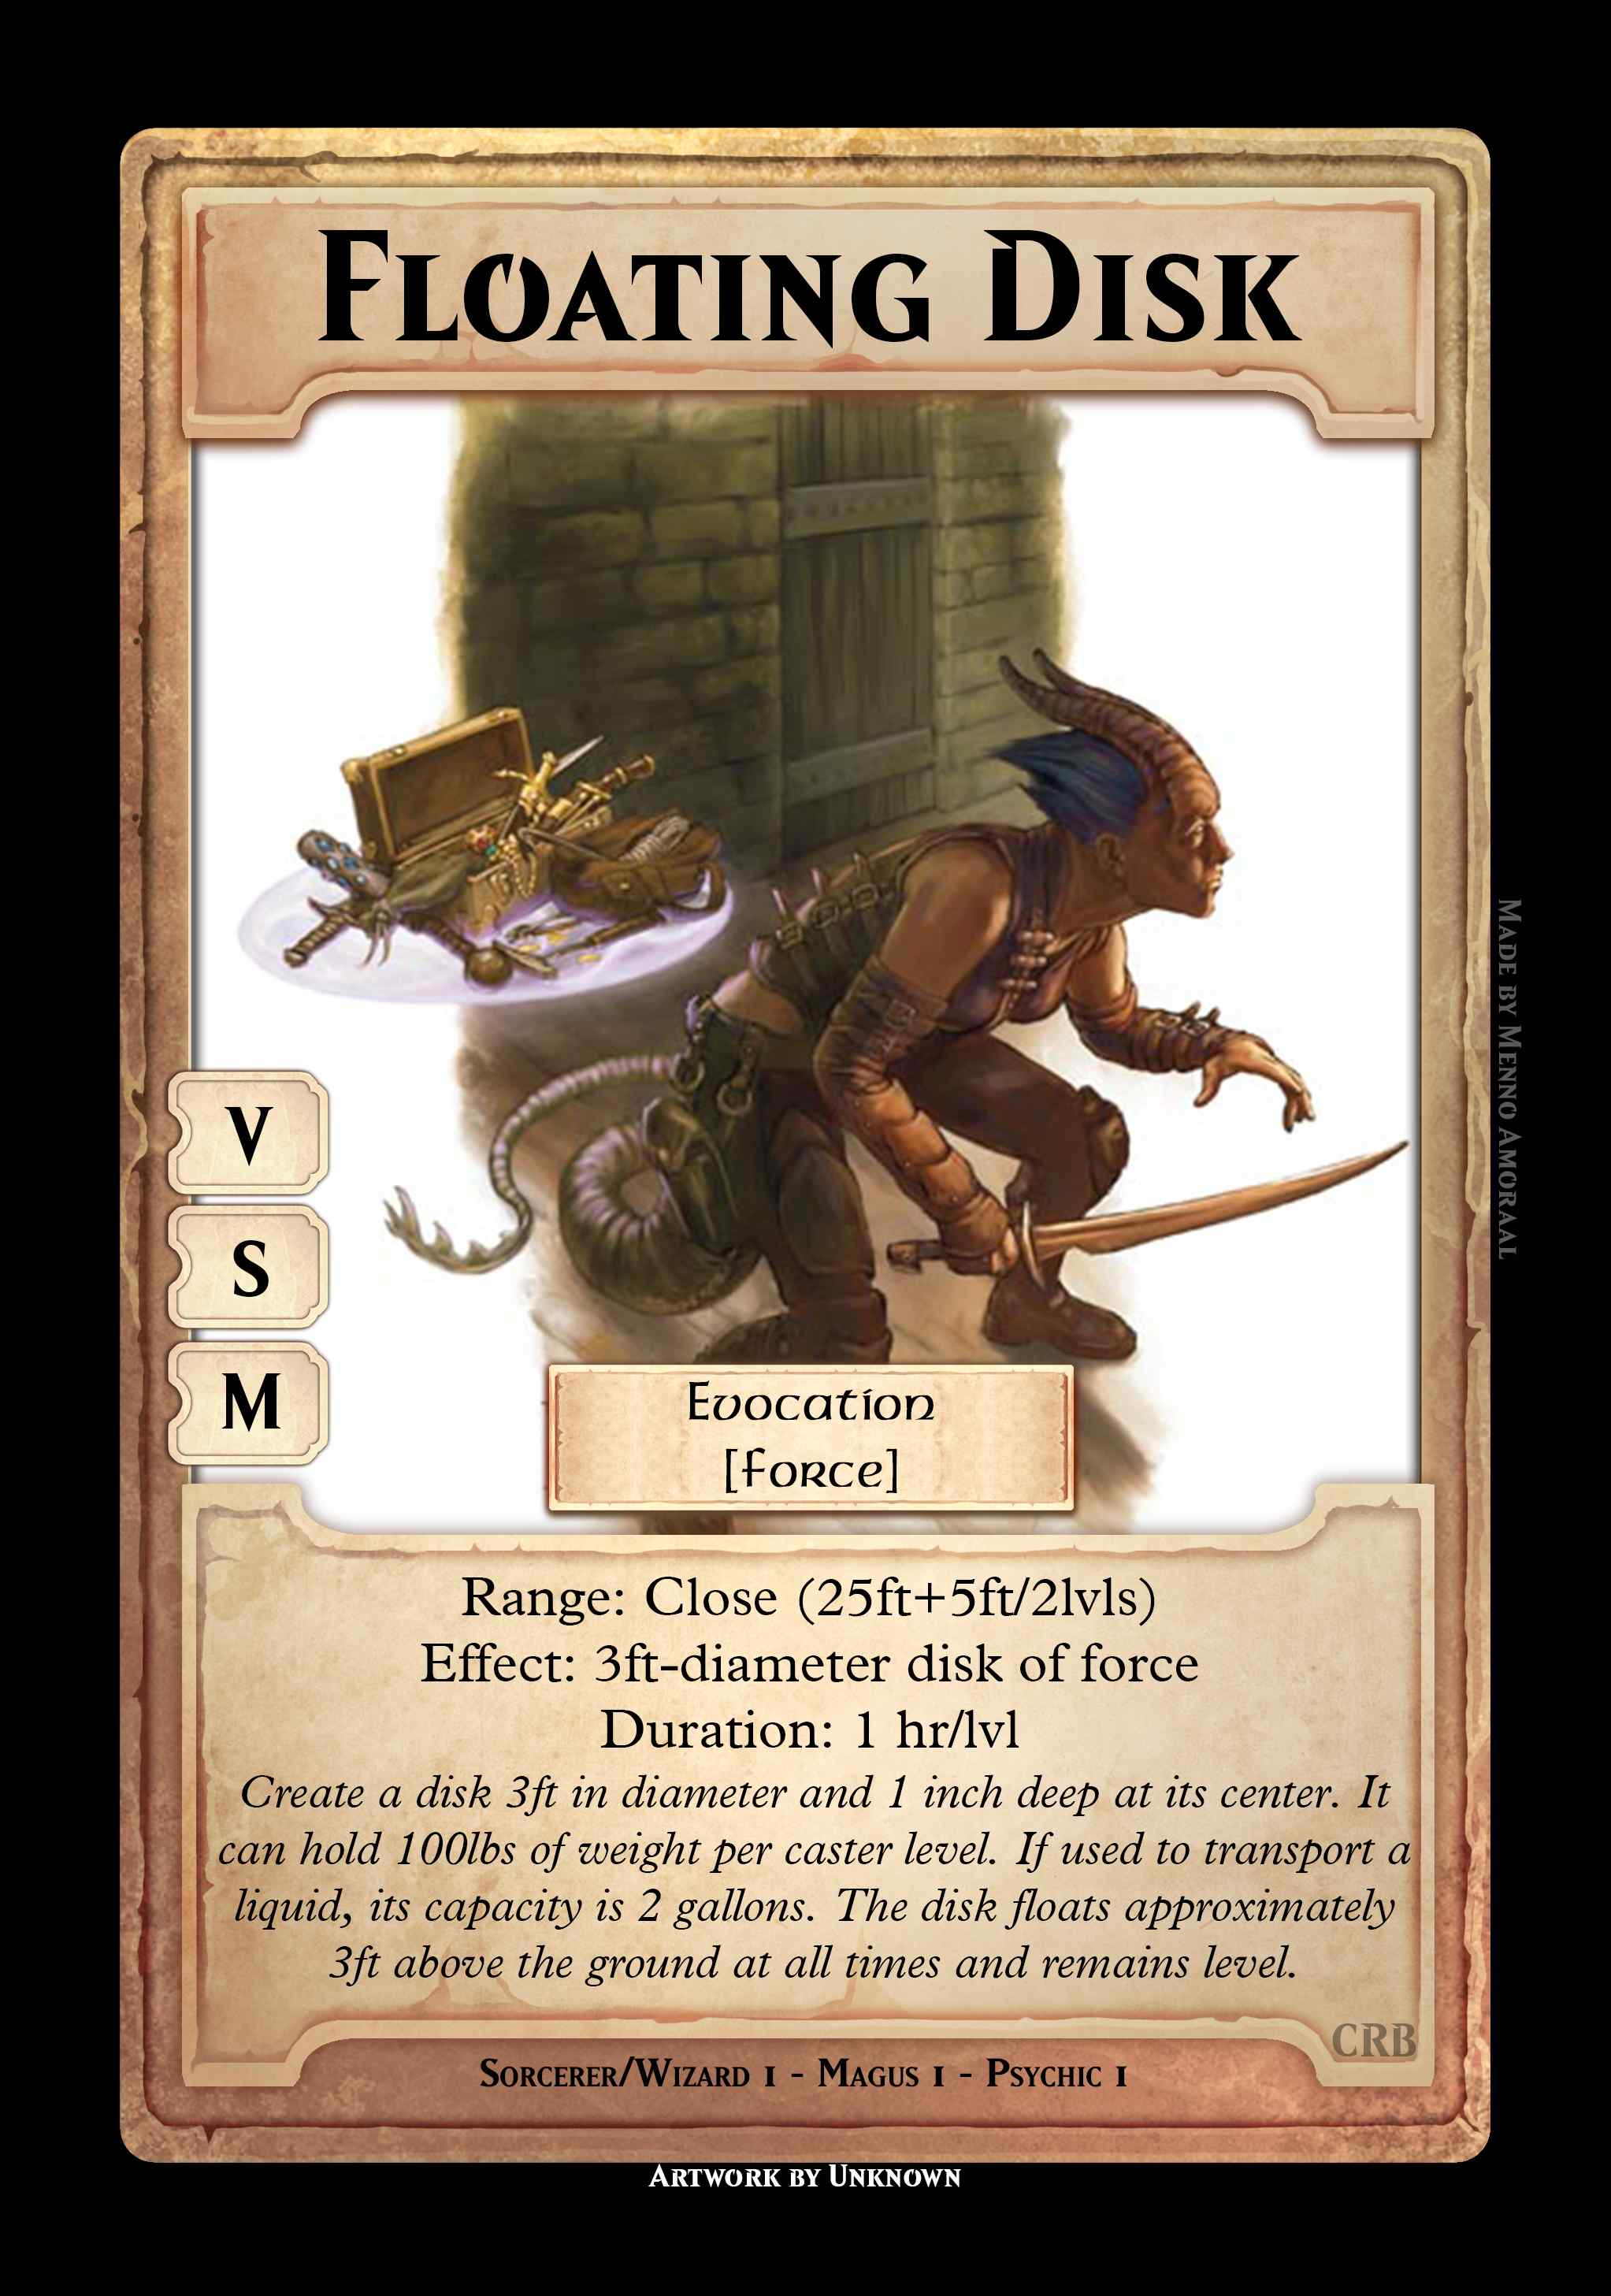 Floating Disk
V
S
M
Evocation
[Force]
Range: Close (25ft+5ft/2lvls)
Effect: 3ft-diameter disk of force
Duration: 1 hr/lvl
Create a disk 3ft in diameter and 1 inch deep at its center. It
can hold 100lbs of weight per caster level. If used to transport a
liquid, its capacity is 2 gallons. The disk floats approximately
3ft above the ground at all times and remains level.
CRB
Sorcerer/Wizard 1 - Magus 1 - Psychic 1
Artwork by Unknown
Made by Menno Amoraal